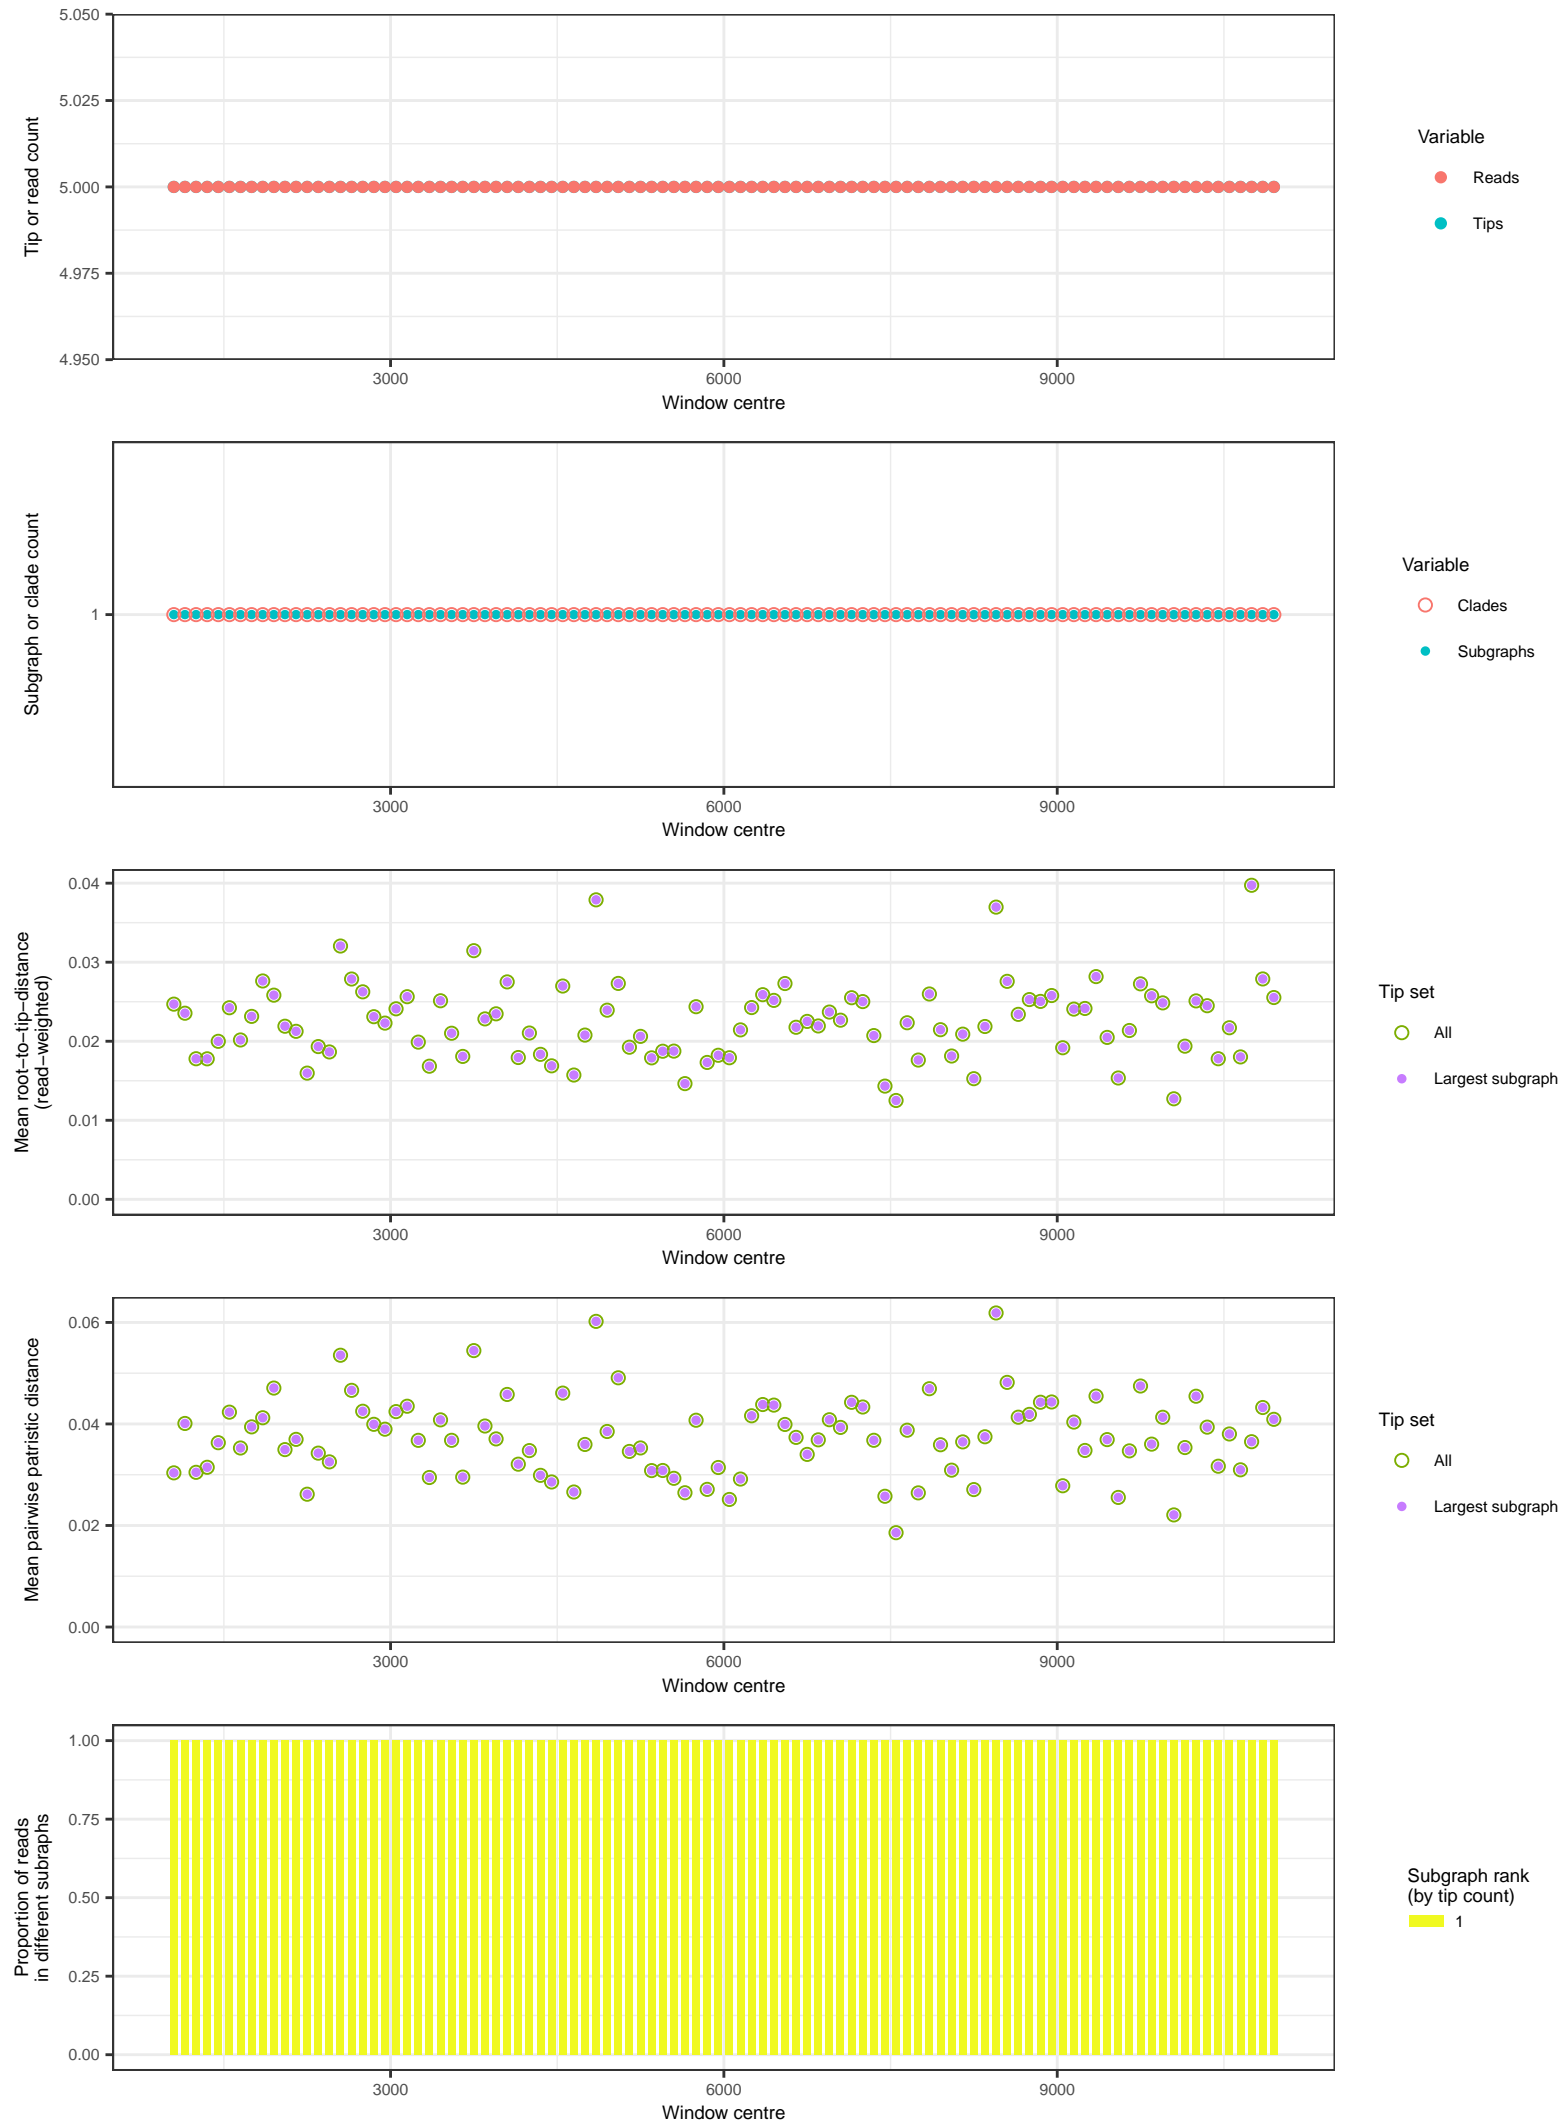 5.050
5.025
5.000
4.975
4.950
Tip or read count
3000 6000 9000
Window centre
Variable
Reads
Tips
1
Subgraph or clade count
3000 6000 9000
Window centre
Variable
Clades
Subgraphs
0.04
0.03
0.02
0.01
0.00
Mean root−to−tip−distance
(read−weighted)
3000 6000 9000
Window centre
Tip set
All
Largest subgraph
0.06
0.04
0.02
0.00
Mean pairwise patristic distance
3000 6000 9000
Window centre
Tip set
All
Largest subgraph
1.00
0.75
0.50
0.25
0.00
Proportion of reads
in different subraphs
3000 6000 9000
Window centre
Subgraph rank
(by tip count)
1